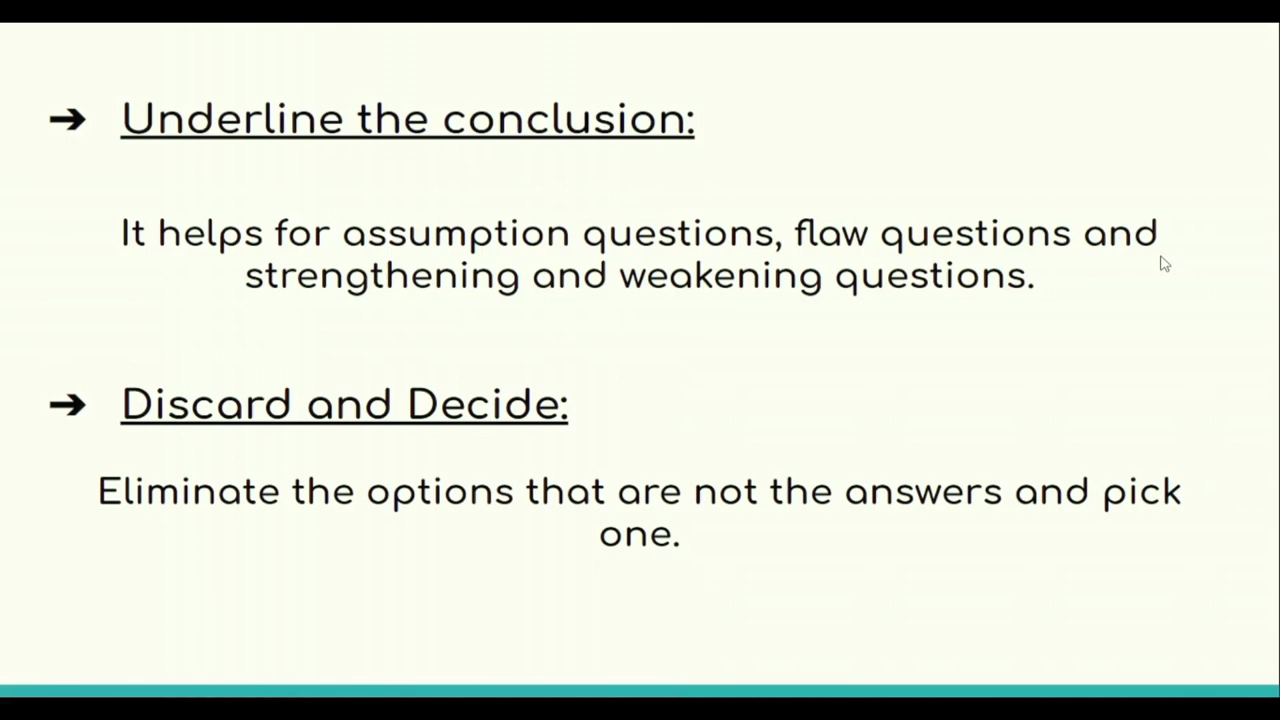 ➔ Underline the conclusion:
It helps for assumption questions, flaw questions and
strengthening and weakening questions.
➔ Discard and Decide:
Eliminate the options that are not the answers and pick
one.